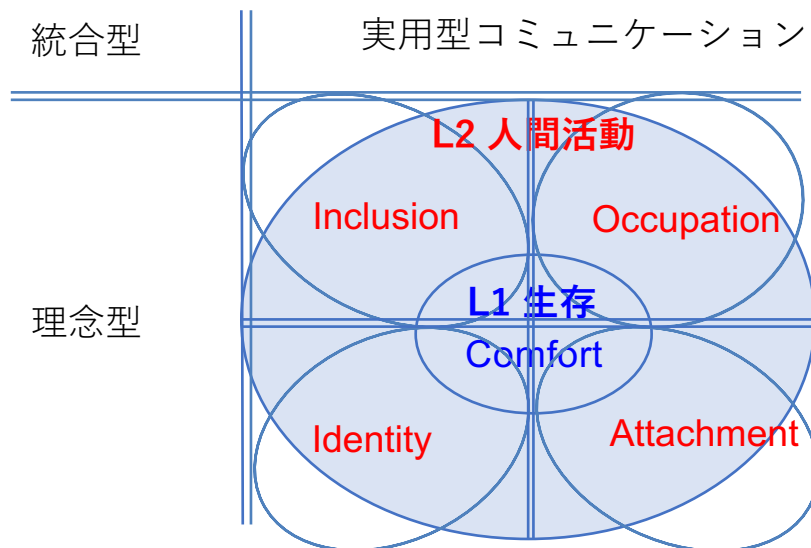 統合型
実用型コミュニケーション
L2 人間活動
Inclusion
Occupation
L1 生存
理念型
Comfort
Identity
Attachment